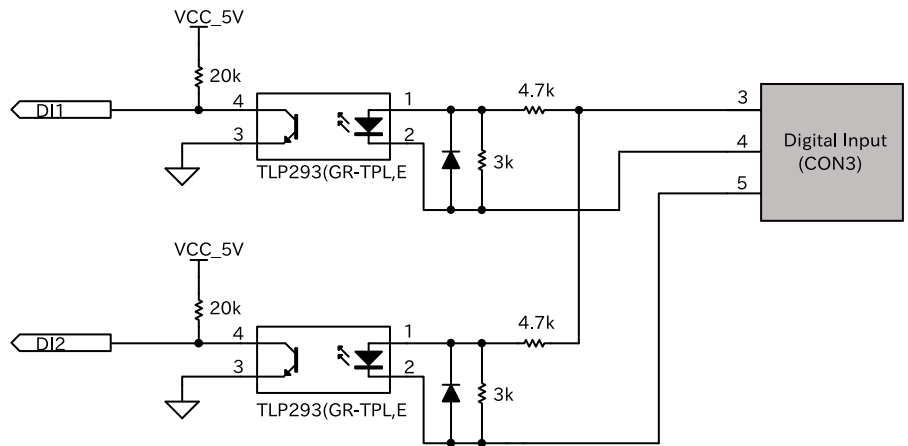 VCC_5V
20k
DI1
4
3
1
2
TLP293(GR-TPL,E
4.7k
3k
3
4
5
Digital Input
(CON3)
VCC_5V
20k
DI2
4
3
1
2
TLP293(GR-TPL,E
4.7k
3k